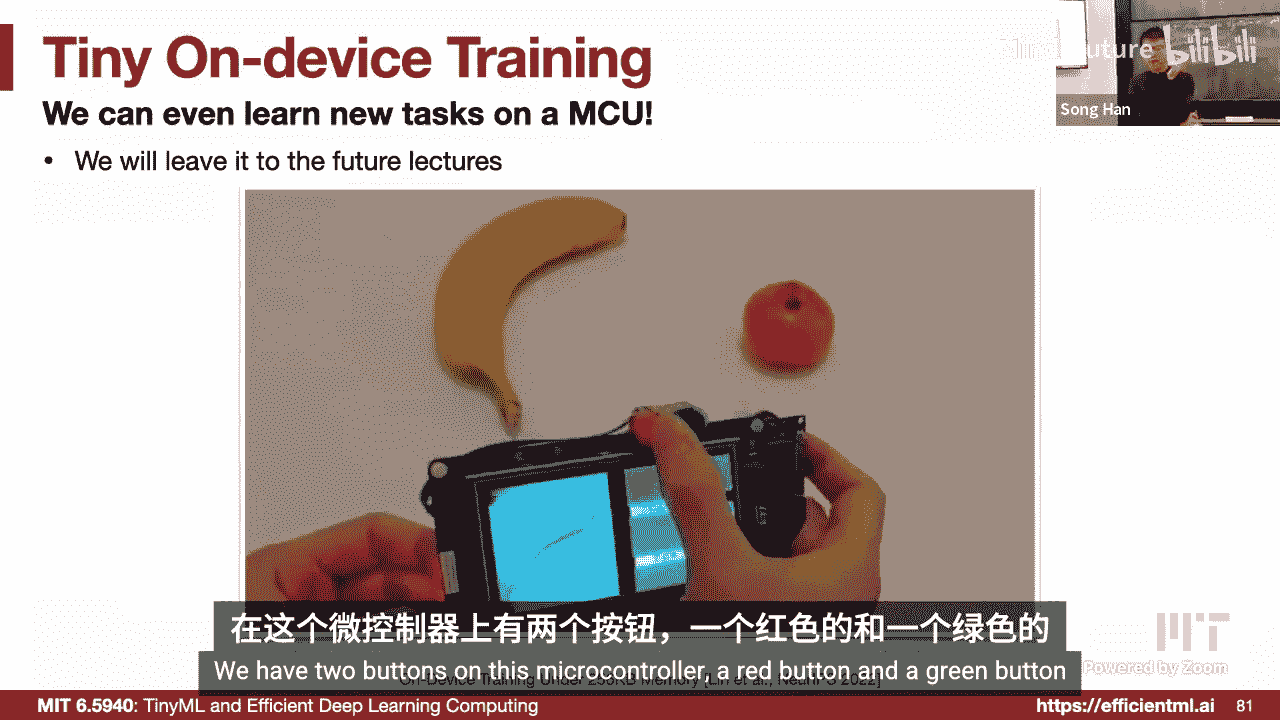 Tiny On-device Training
We can even learn new tasks on a MCU!
• We will leave it to the future lectures
bilibili
Song Han
在这个微控制器上有两个按钮，一个红色的和一个绿色的
We have two buttons on this microcontroller, a red button and a green button
MIT
Powered by Zoom
MIT 6.5940: TinyML and Efficient Deep Learning Computing
https://efficientml.ai
81